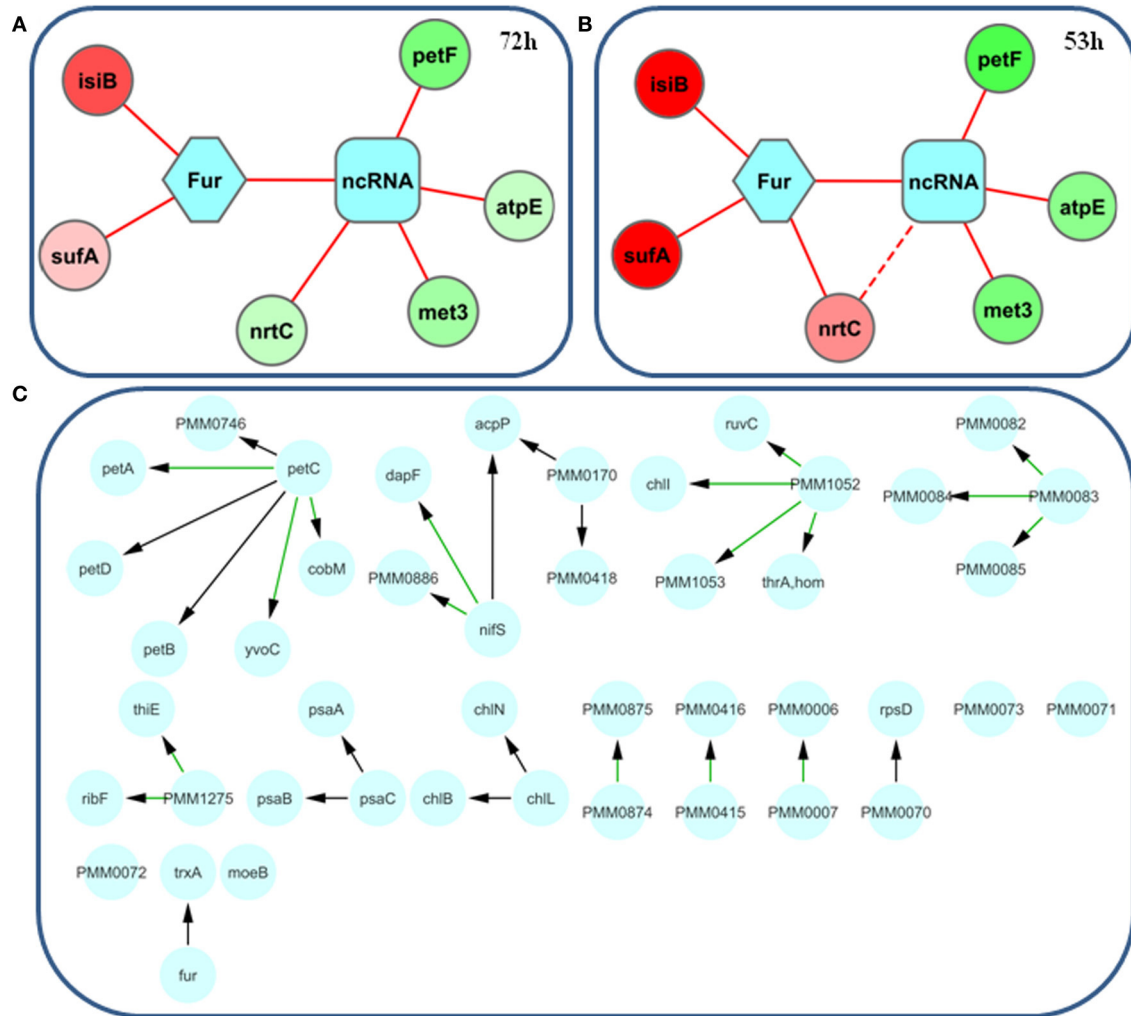 A
72h
petF
isiB
Fur
ncRNA
atpE
sufA
nrtC
met3
B
53h
petF
isiB
Fur
ncRNA
atpE
sufA
nrtC
met3
C
PMM0746
petA
petC
petD
cobM
petB
yvoC
acpP
dapF
PMM0170
PMM0886
PMM0418
nifS
ruvC
chlI
PMM1052
PMM1053
thrA,hom
PMM0082
PMM0084
PMM0083
PMM0085
thiE
ribF
PMM1275
psaA
psaB
psaC
chlN
chlB
chlL
PMM0875
PMM0416
PMM0006
rpsD
PMM0073
PMM0071
PMM0874
PMM0415
PMM0007
PMM0070
PMM0072
trxA
moeB
fur